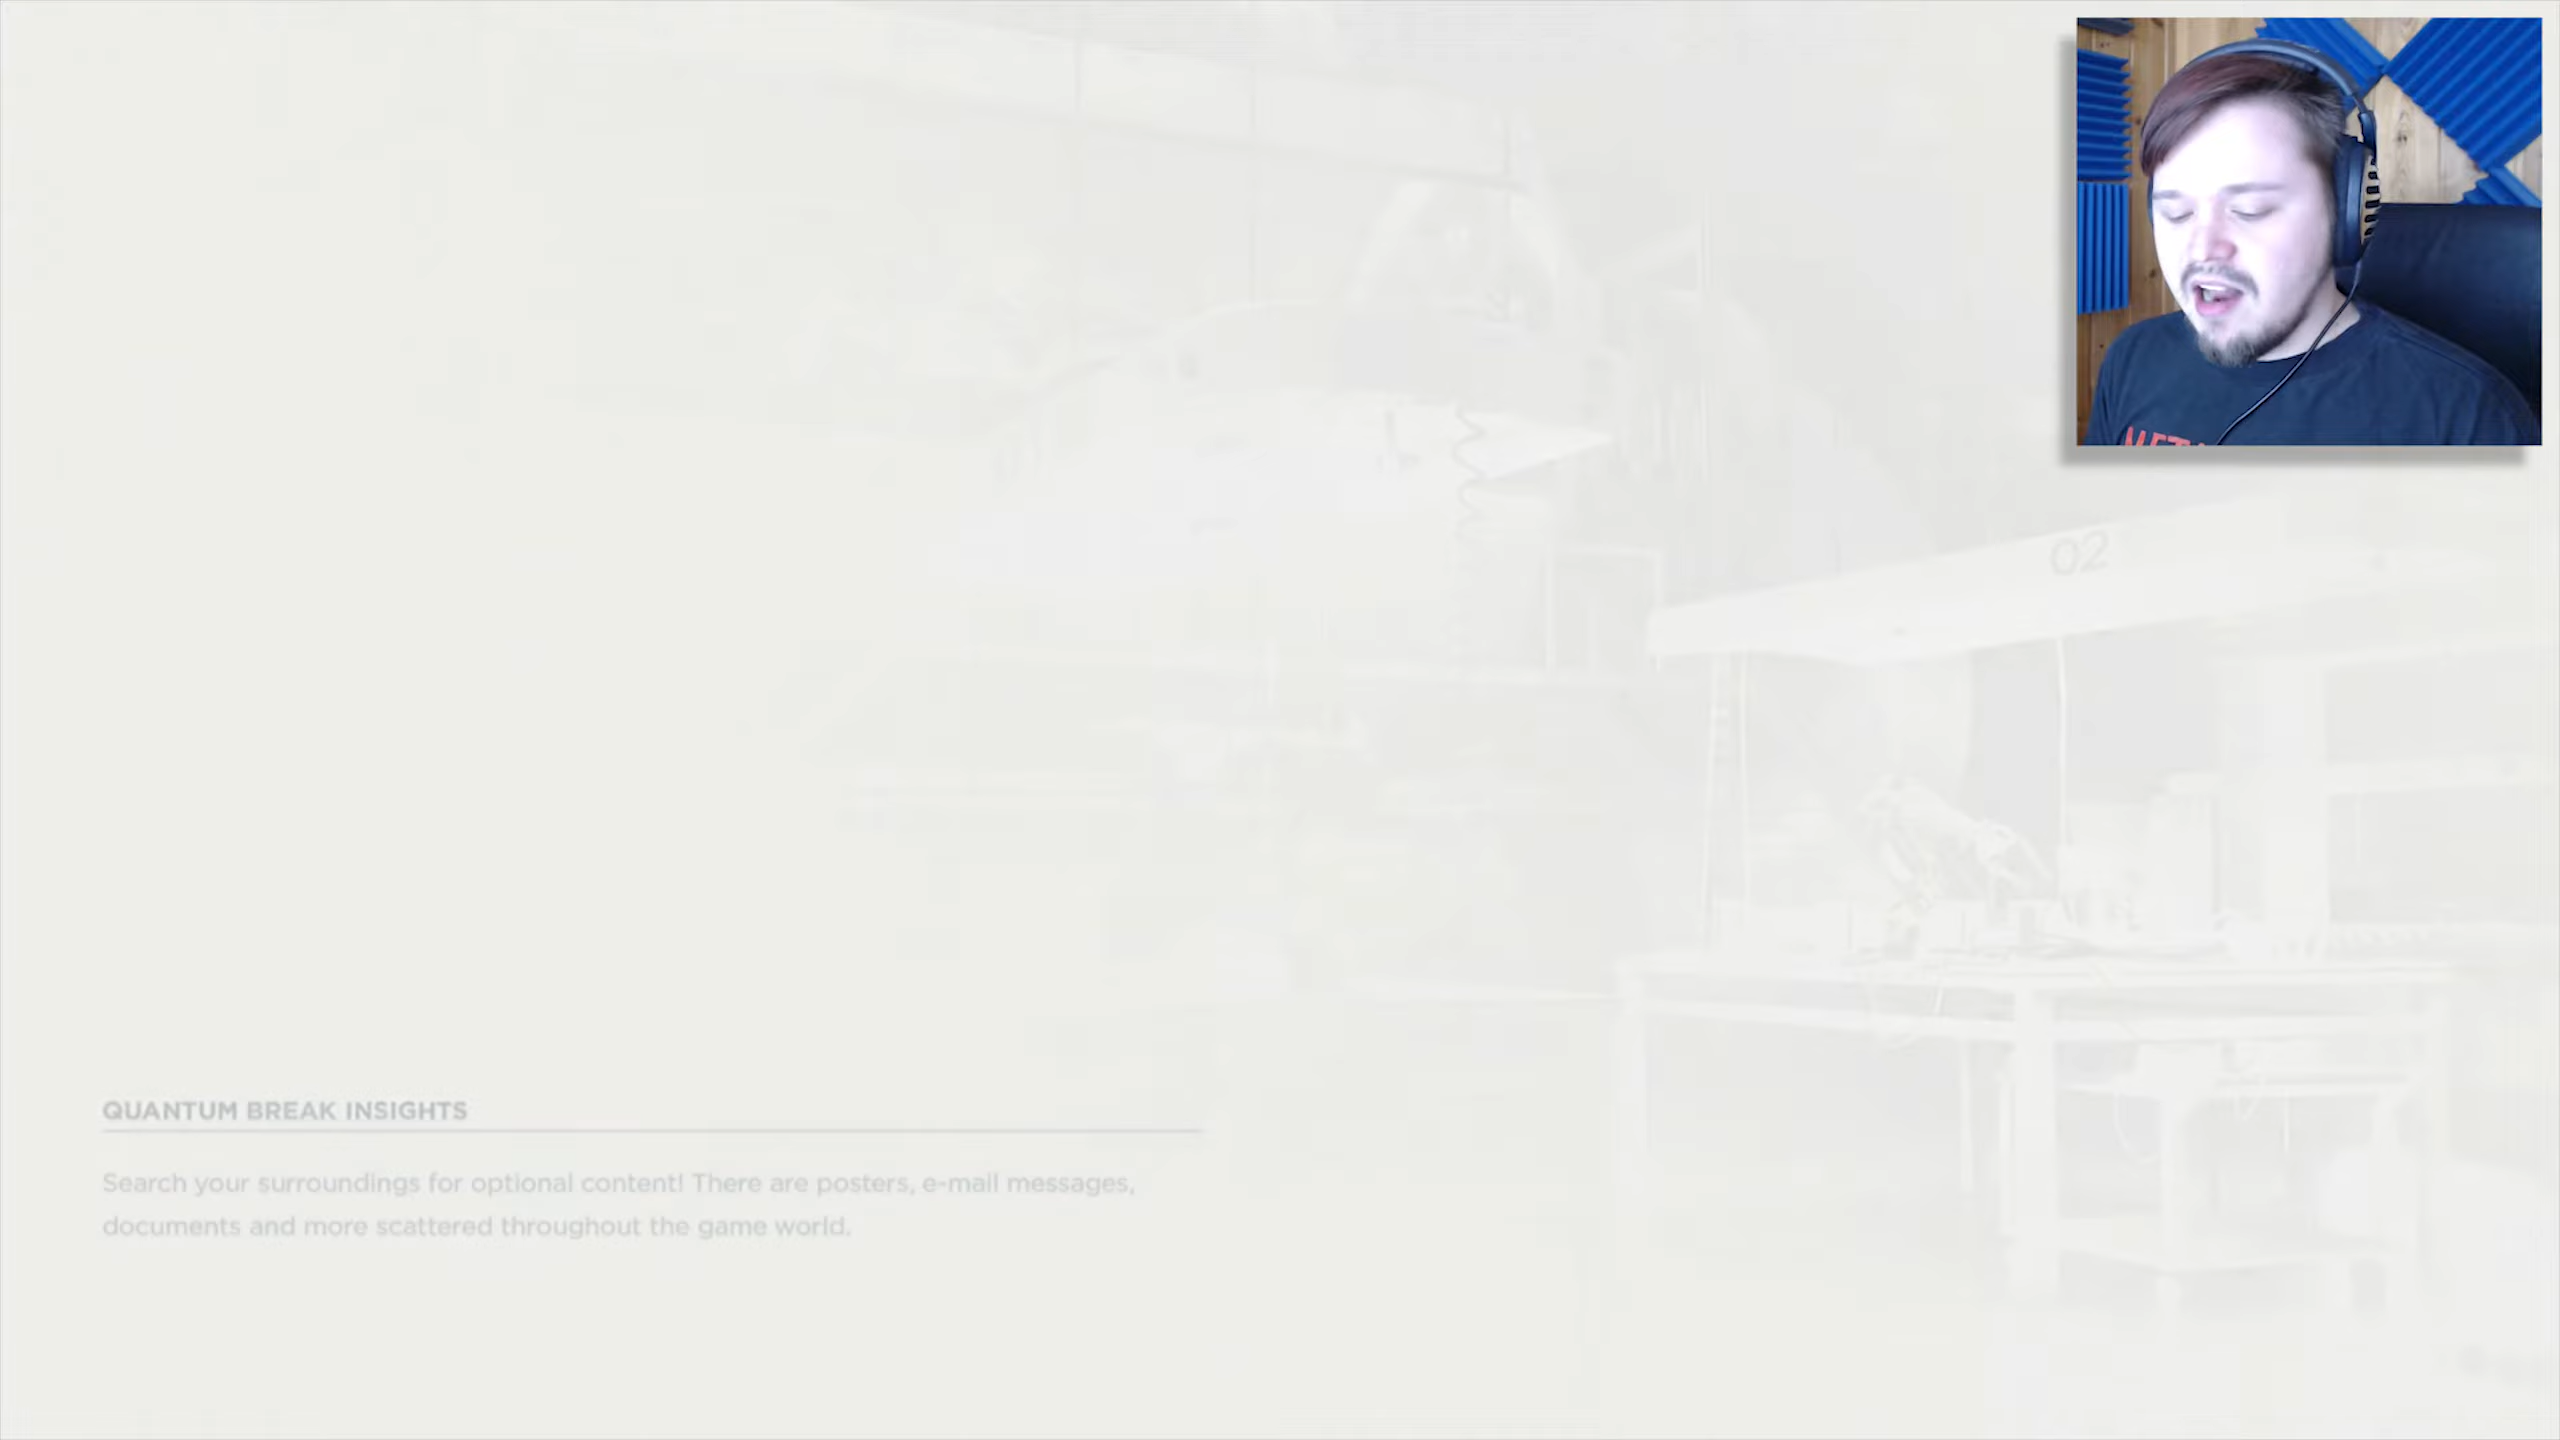 02
QUANTUM BREAK INSIGHTS
Search your surroundings for optional content! There are posters, e-mail messages,
documents and more scattered throughout the game world.